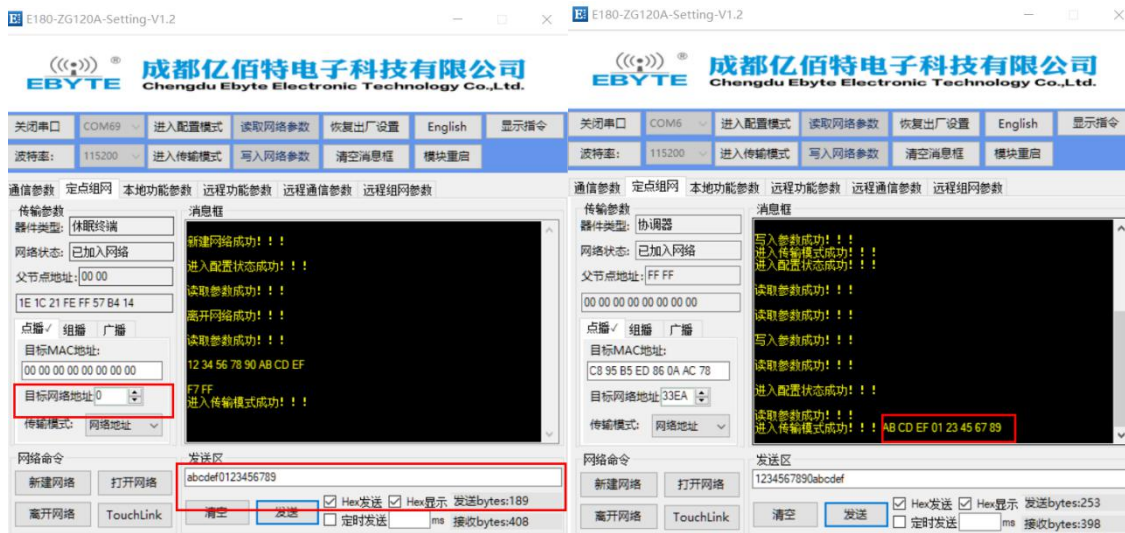 E180-ZG120A-Setting-V1.2
EBYTE
成都亿佰特电子科技有限公司
Chengdu Ebyte Electronic Technology Co.,Ltd.
关闭串口 COM69 进入配置模式 读取网络参数 恢复出厂设置 English 显示指令
波特率: 115200 进入传输模式 写入网络参数 清空消息框 模块重启
通信参数 定点组网 本地功能参数 远程功能参数 远程通信参数 远程组网参数
传输参数
器件类型: 休眠终端
网络状态: 已加入网络
父节点地址: 00 00
1E 1C 21 FE FF 57 B4 14
点播✓ 组播 广播
目标MAC地址:
00 00 00 00 00 00 00 00
目标网络地址 0
传输模式: 网络地址
消息框
新建网络成功!!!
进入配置状态成功!!!
读取参数成功!!!
离开网络成功!!!
读取参数成功!!!
12 34 56 78 90 AB CD EF
F7 FF
进入传输模式成功!!!
网络命令
新建网络 打开网络
离开网络 TouchLink
发送区
abcdef0123456789
清空 发送 Hex发送 Hex显示 发送bytes:189
定时发送 ms 接收bytes:408
E180-ZG120A-Setting-V1.2
EBYTE
成都亿佰特电子科技有限公司
Chengdu Ebyte Electronic Technology Co.,Ltd.
关闭串口 COM6 进入配置模式 读取网络参数 恢复出厂设置 English 显示指令
波特率: 115200 进入传输模式 写入网络参数 清空消息框 模块重启
通信参数 定点组网 本地功能参数 远程功能参数 远程通信参数 远程组网参数
传输参数
器件类型: 协调器
网络状态: 已加入网络
父节点地址: FF FF
00 00 00 00 00 00 00 00
点播✓ 组播 广播
目标MAC地址:
C8 95 B5 ED 86 0A AC 78
目标网络地址 33EA
传输模式: 网络地址
消息框
写入参数成功!!!
进入传输模式成功!!!
进入配置状态成功!!!
读取参数成功!!!
读取参数成功!!!
写入参数成功!!!
读取参数成功!!!
进入配置状态成功!!!
读取参数成功!!!
进入传输模式成功!!! AB CD EF 01 23 45 67 89
网络命令
新建网络 打开网络
离开网络 TouchLink
发送区
1234567890abcdef
清空 发送 Hex发送 Hex显示 发送bytes:253
定时发送 ms 接收bytes:398